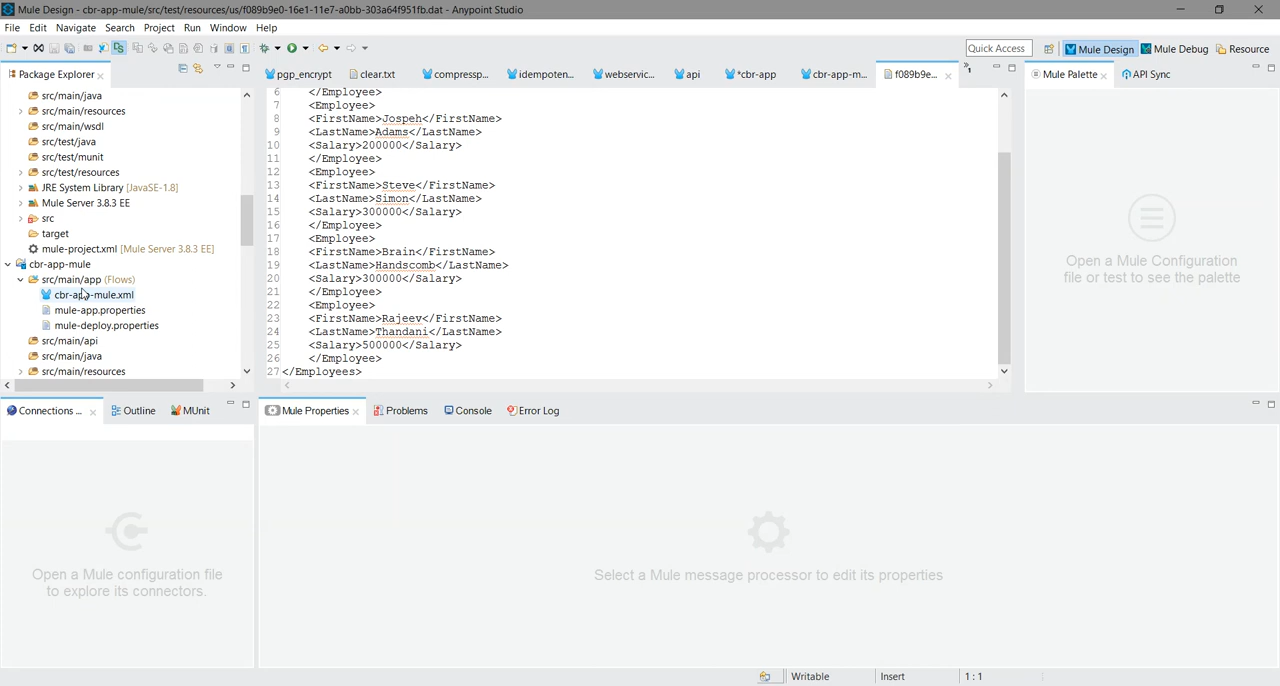 Mule Design - cbr-app-mule/src/test/resources/us/f089b9e0-16e1-11e7-a0bb-303a64f951fb.dat - Anypoint Studio
File Edit Navigate Search Project Run Window Help
Quick Access Mule Design Mule Debug Resource
Package Explorer
src/main/java
src/main/resources
src/main/wsdl
src/test/java
src/test/munit
src/test/resources
JRE System Library [JavaSE-1.8]
Mule Server 3.8.3 EE
src
target
mule-project.xml [Mule Server 3.8.3 EE]
cbr-app-mule
src/main/app (Flows)
cbr-app-mule.xml
mule-app.properties
mule-deploy.properties
src/main/api
src/main/java
src/main/resources
pgp_encrypt clear.txt compressp... idempoten... webservic... api *cbr-app cbr-app-m... f089b9e... »1
6 </Employee>
7 <Employee>
8 <FirstName>Jospeh</FirstName>
9 <LastName>Adams</LastName>
10 <Salary>200000</Salary>
11 </Employee>
12 <Employee>
13 <FirstName>Steve</FirstName>
14 <LastName>Simon</LastName>
15 <Salary>300000</Salary>
16 </Employee>
17 <Employee>
18 <FirstName>Brain</FirstName>
19 <LastName>Handscomb</LastName>
20 <Salary>300000</Salary>
21 </Employee>
22 <Employee>
23 <FirstName>Rajeev</FirstName>
24 <LastName>Thandani</LastName>
25 <Salary>500000</Salary>
26 </Employee>
27 </Employees>
Mule Palette API Sync
Open a Mule Configuration
file or test to see the palette
Connections ... Outline MUnit
Open a Mule configuration file
to explore its connectors.
Mule Properties Problems Console Error Log
Select a Mule message processor to edit its properties
Writable Insert 1 : 1